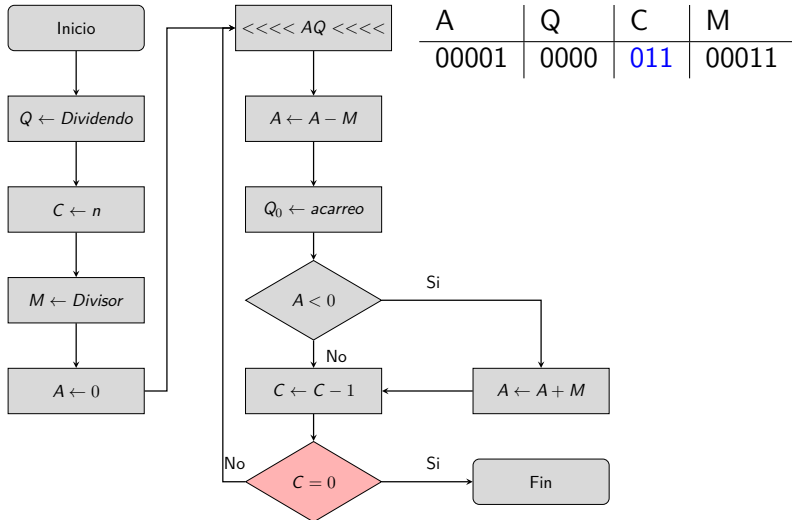 Inicio
Q ← Dividendo
C ← n
M ← Divisor
A ← 0
<<<< AQ <<<<
A ← A − M
Q₀ ← acarreo
A < 0
Si
No
C ← C − 1
A ← A + M
C = 0
No
Si
Fin
A Q C M
00001 0000 011 00011